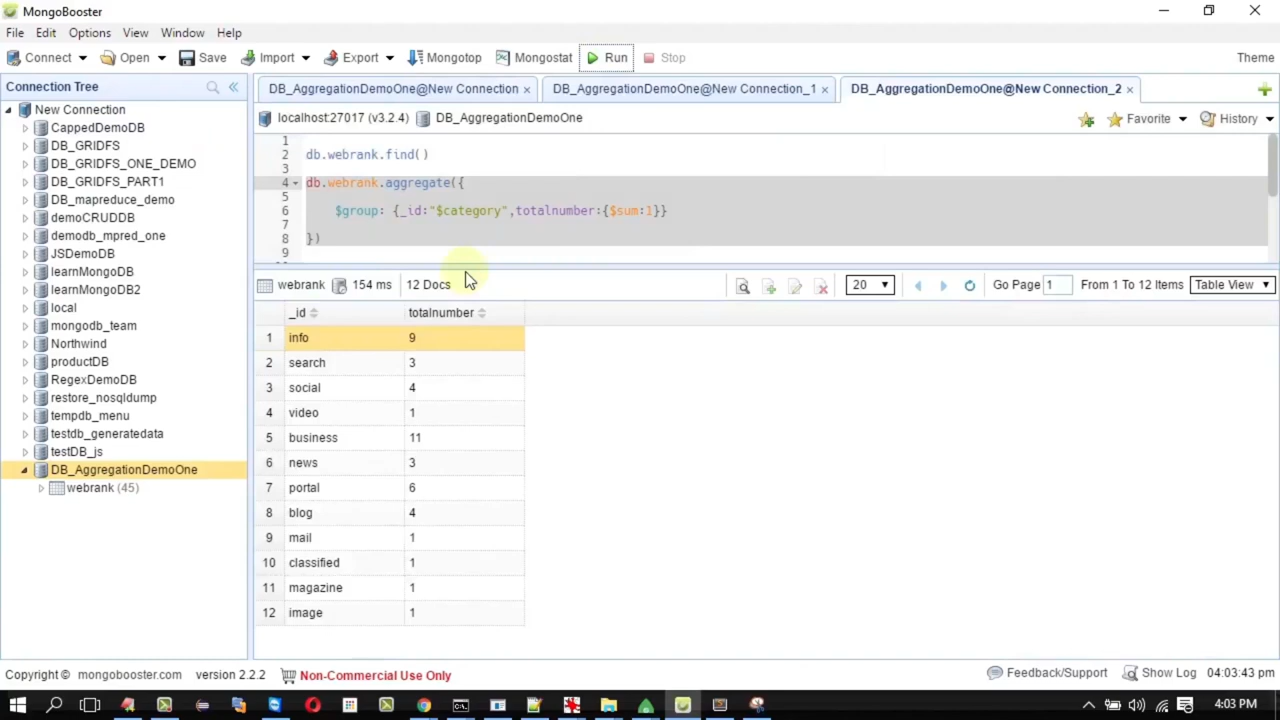 MongoBooster
File Edit Options View Window Help
Connect Open Save Import Export Mongotop Mongostat Run Stop Theme
Connection Tree
New Connection
CappedDemoDB
DB_GRIDFS
DB_GRIDFS_ONE_DEMO
DB_GRIDFS_PART1
DB_mapreduce_demo
demoCRUDDB
demodb_mpred_one
JSDemoDB
learnMongoDB
learnMongoDB2
local
mongodb_team
Northwind
productDB
RegexDemoDB
restore_nosqldump
tempdb_menu
testdb_generatedata
testDB_js
DB_AggregationDemoOne
webrank (45)
DB_AggregationDemoOne@New Connection × DB_AggregationDemoOne@New Connection_1 × DB_AggregationDemoOne@New Connection_2 ×
localhost:27017 (v3.2.4) DB_AggregationDemoOne Favorite History
1
2 db.webrank.find()
3
4 db.webrank.aggregate({
5
6 $group: {_id:"$category",totalnumber:{$sum:1}}
7
8 })
9
webrank 154 ms 12 Docs 20 Go Page 1 From 1 To 12 Items Table View
_id totalnumber
1 info 9
2 search 3
3 social 4
4 video 1
5 business 11
6 news 3
7 portal 6
8 blog 4
9 mail 1
10 classified 1
11 magazine 1
12 image 1
Copyright © mongobooster.com version 2.2.2 Non-Commercial Use Only Feedback/Support Show Log 04:03:43 pm
4:03 PM